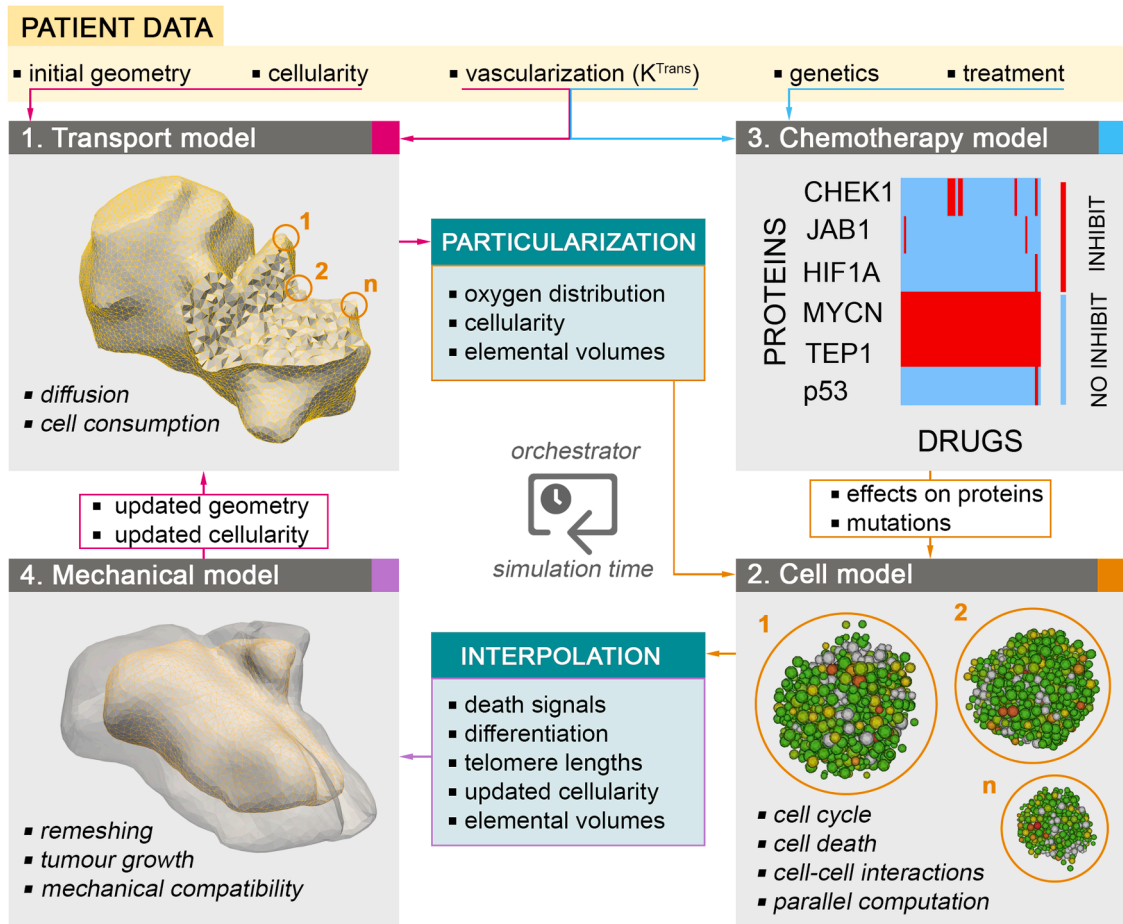 PATIENT DATA
▪ initial geometry ▪ cellularity ▪ vascularization (K^Trans) ▪ genetics ▪ treatment
1. Transport model
1
2
n
▪ diffusion
▪ cell consumption
PARTICULARIZATION
▪ oxygen distribution
▪ cellularity
▪ elemental volumes
3. Chemotherapy model
PROTEINS
CHEK1
JAB1
HIF1A
MYCN
TEP1
p53
INHIBIT
NO INHIBIT
DRUGS
▪ updated geometry
▪ updated cellularity
orchestrator
simulation time
▪ effects on proteins
▪ mutations
4. Mechanical model
▪ remeshing
▪ tumour growth
▪ mechanical compatibility
INTERPOLATION
▪ death signals
▪ differentiation
▪ telomere lengths
▪ updated cellularity
▪ elemental volumes
2. Cell model
1
2
n
▪ cell cycle
▪ cell death
▪ cell-cell interactions
▪ parallel computation